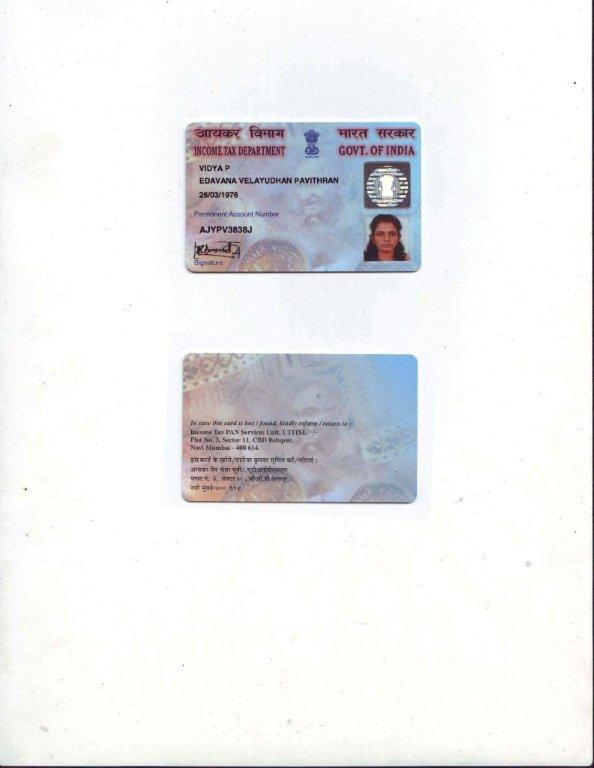 आयकर विभाग
भारत सरकार
INCOME TAX DEPARTMENT
GOVT. OF INDIA
VIDYA P
EDAVANA VELAYUDHAN PAVITHRAN
26/03/1976
Permanent Account Number
AJYPV3838J
Signature
In case this card is lost / found, kindly inform / return to :
Income Tax PAN Services Unit, UTITSL
Plot No. 3, Sector 11, CBD Belapur,
Navi Mumbai - 400 614.
इस कार्ड के खोने/पाने पर कृपया सूचित करें/लौटाएं :
आयकर पैन सेवा यूनीट,
प्लाट नं: ३, सेक्टर ११, सी.बी.डी.बेलापूर,
नवी मुंबई-४०० ६१४.